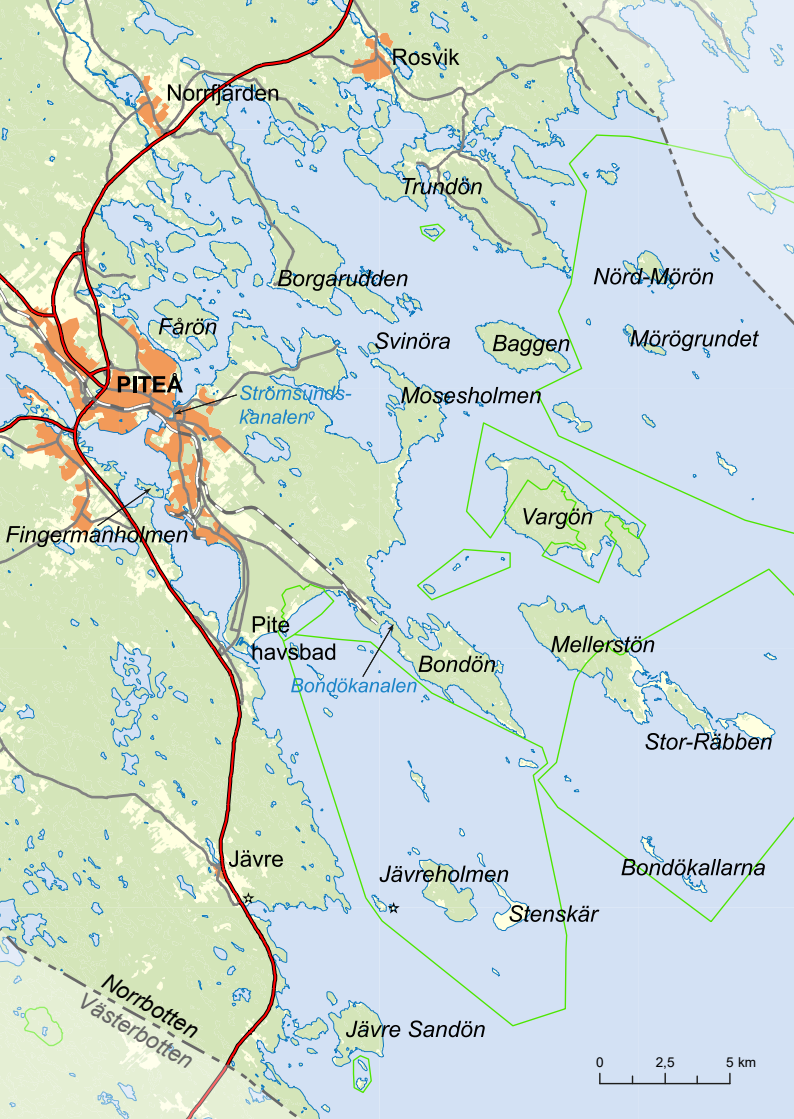 Rosvik
Norrfjärden
Trundön
Borgarudden
Nörd-Mörön
Fårön
Svinöra
Baggen
Mörögrundet
PITEÅ
Strömsunds-
kanalen
Mosesholmen
Vargön
Fingermanholmen
Pite
havsbad
Bondökanalen
Bondön
Mellerstön
Stor-Räbben
Jävre
Jävreholmen
Bondökallarna
Stenskär
Norrbotten
Västerbotten
Jävre Sandön
0 2,5 5 km